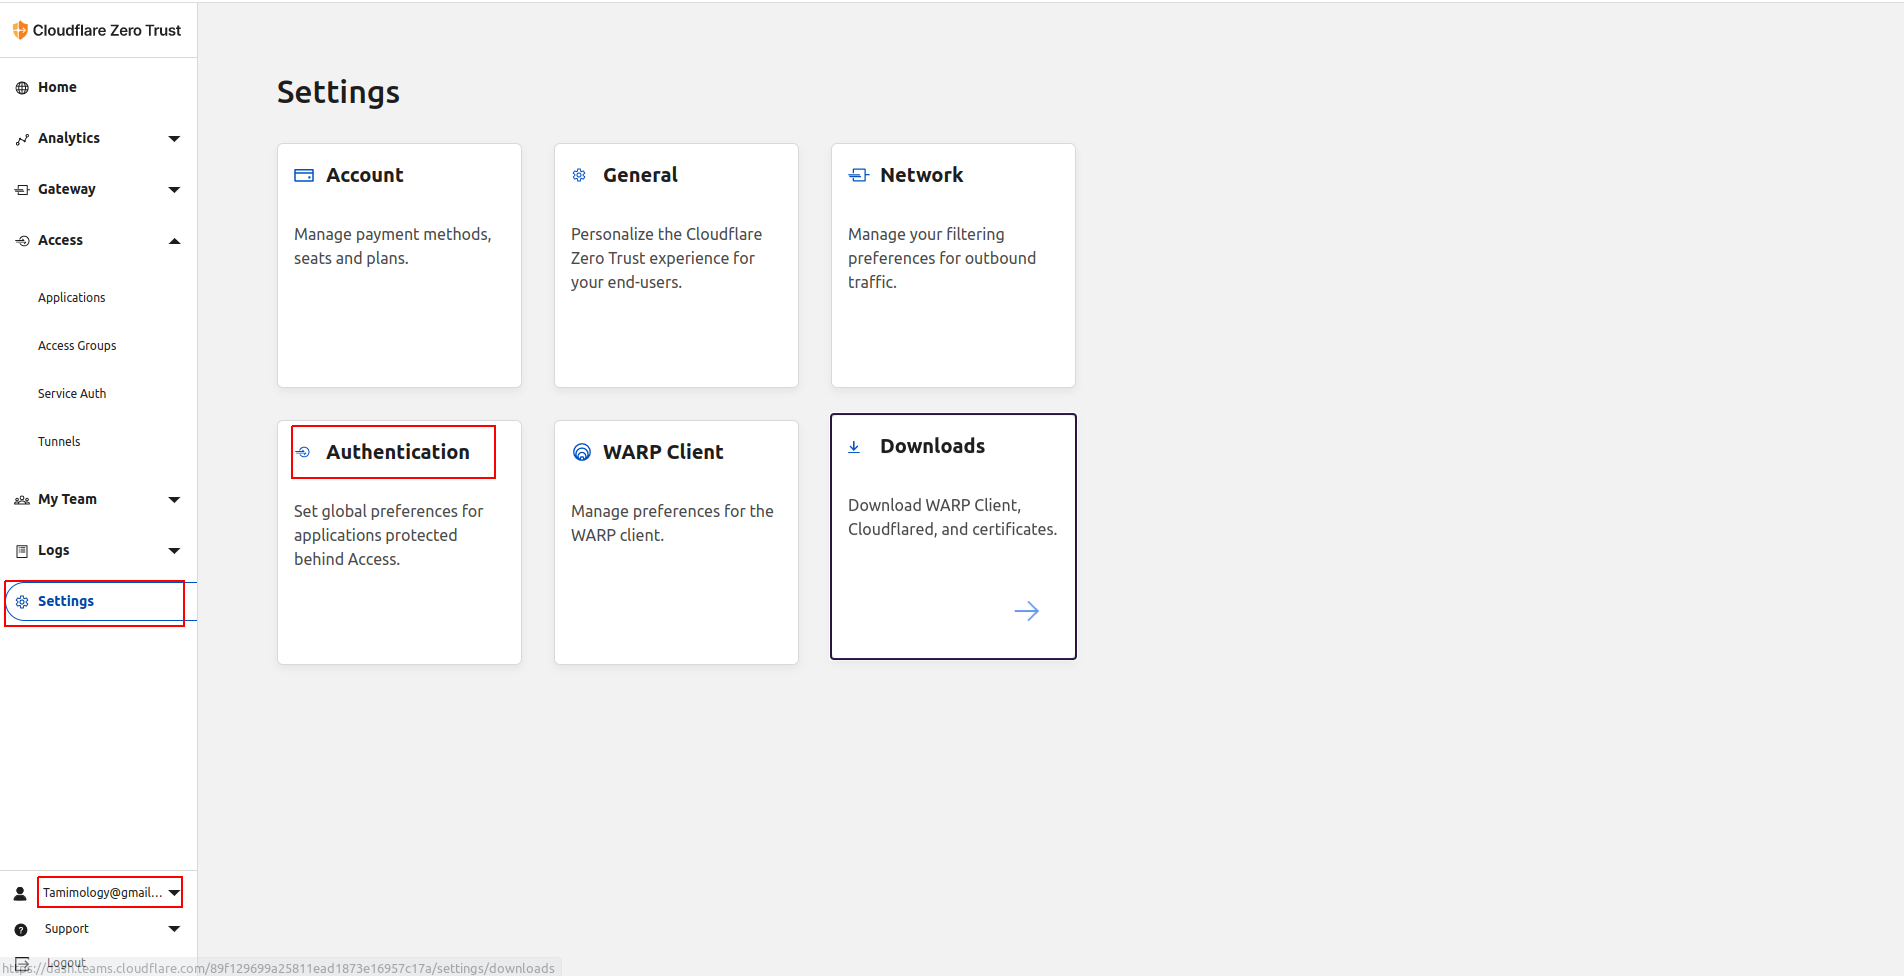 Cloudflare Zero Trust
Home
Analytics
Gateway
Access
Applications
Access Groups
Service Auth
Tunnels
My Team
Logs
Settings
Tamimology@gmail...
Support
Logout
https://dash.teams.cloudflare.com/89f129699a25811ead1873e16957c17a/settings/downloads
Settings
Account
Manage payment methods,
seats and plans.
General
Personalize the Cloudflare
Zero Trust experience for
your end-users.
Network
Manage your filtering
preferences for outbound
traffic.
Authentication
Set global preferences for
applications protected
behind Access.
WARP Client
Manage preferences for the
WARP client.
Downloads
Download WARP Client,
Cloudflared, and certificates.